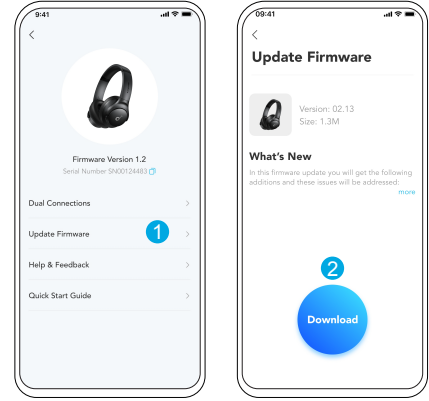 9:41
Firmware Version 1.2
Serial Number SN00124483
Dual Connections
Update Firmware
1
Help & Feedback
Quick Start Guide
09:41
Update Firmware
Version: 02.13
Size: 1.3M
What's New
In this firmware update you will get the following
additions and these issues will be addressed:
more
2
Download